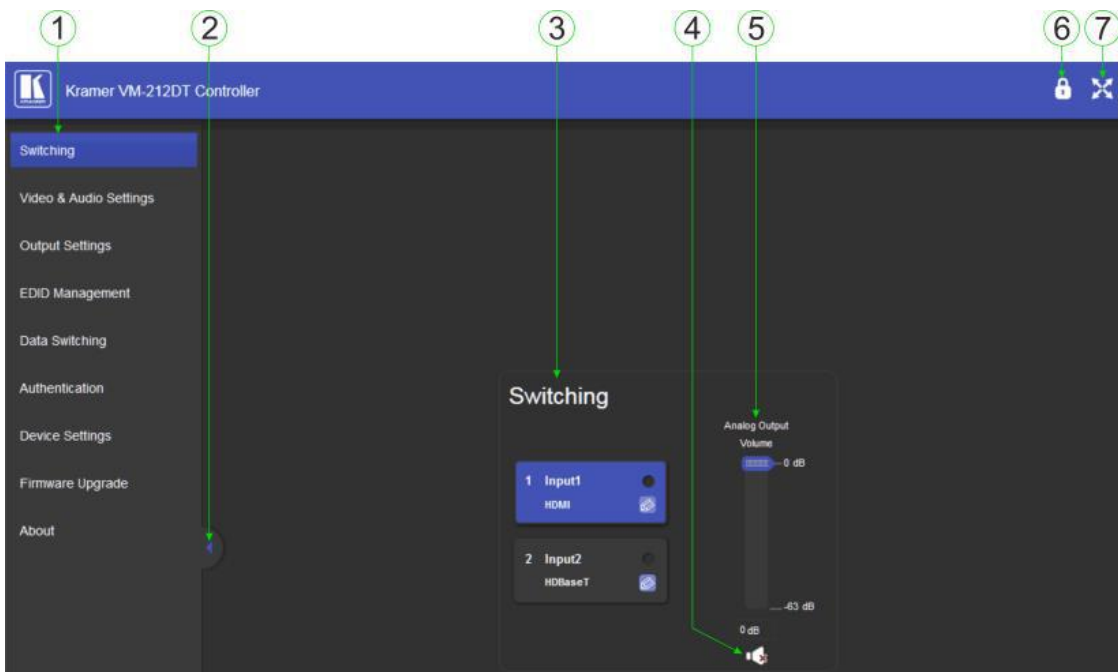 1 2 3 4 5 6 7
Kramer VM-212DT Controller
Switching
Video & Audio Settings
Output Settings
EDID Management
Data Switching
Authentication
Device Settings
Firmware Upgrade
About
Switching
1 Input1
HDMI
2 Input2
HDBaseT
Analog Output
Volume
0 dB
-63 dB
0 dB